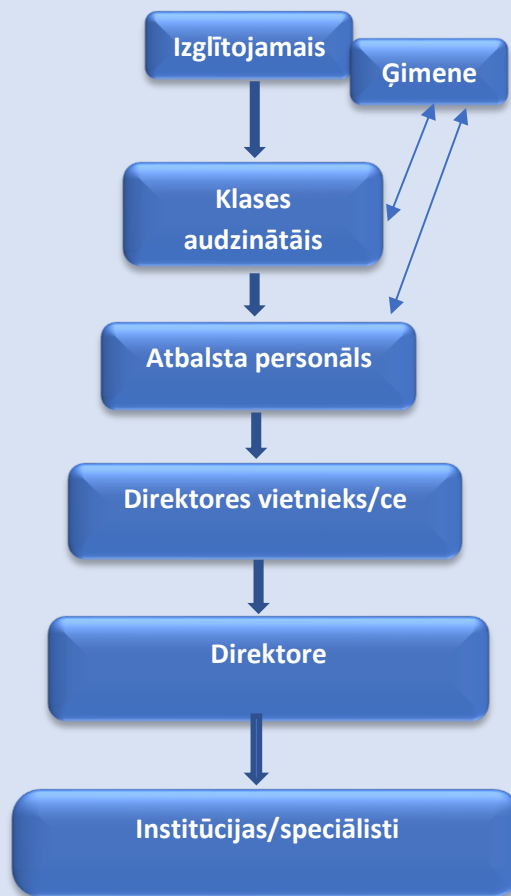 Izglītojamais
Ģimene
Klases
audzinātājs
Atbalsta personāls
Direktores vietnieks/ce
Direktore
Institūcijas/speciālisti